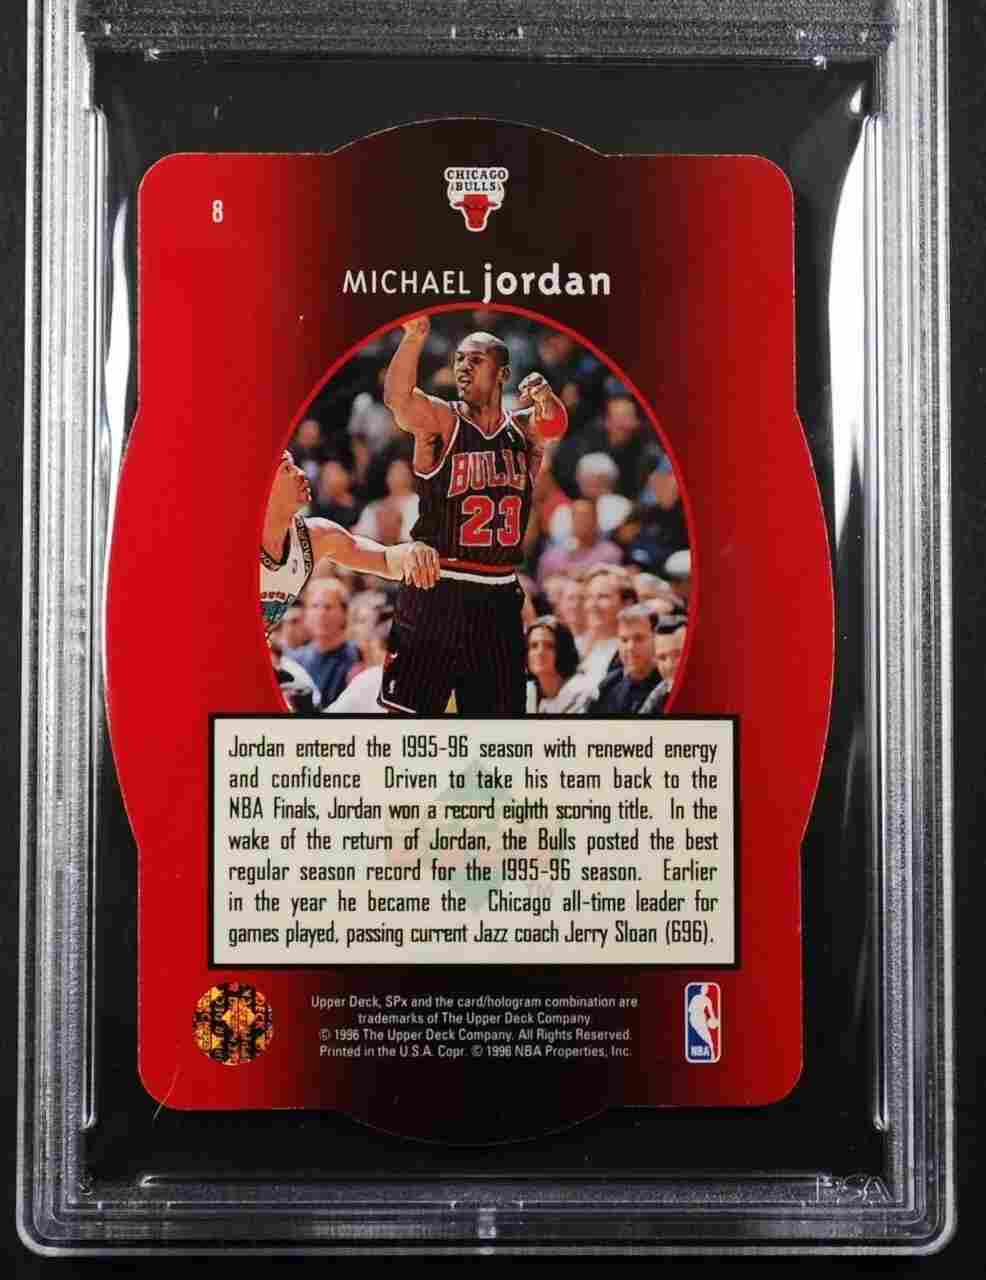 CHICAGO
BULLS
8
MICHAEL jordan
BULL
23
Jordan entered the 1995-96 season with renewed energy
and confidence Driven to take his team back to the
NBA Finals, Jordan won a record eighth scoring title. In the
wake of the return of Jordan, the Bulls posted the best
regular season record for the 1995-96 season. Earlier
in the year he became the Chicago all-time leader for
games played, passing current Jazz coach Jerry Sloan (696).
TM
Upper Deck, SPx and the card/hologram combination are
trademarks of The Upper Deck Company.
© 1996 The Upper Deck Company. All Rights Reserved.
Printed in the U.S.A. Copr. © 1996 NBA Properties, Inc.
NBA
PSA